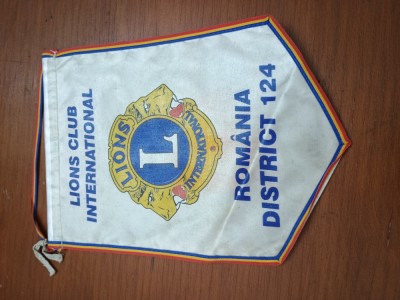 LIONS CLUB
INTERNATIONAL
LIONS
L
INTERNATIONAL
ROMÂNIA
DISTRICT 124